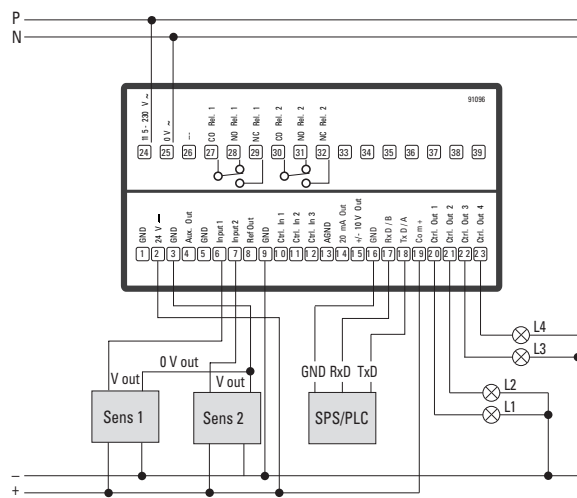 P
N
91096
115 - 230 V ~
0 V ~
---
CO Rel. 1
NO Rel. 1
NC Rel. 1
CO Rel. 2
NO Rel. 2
NC Rel. 2
24 25 26 27 28 29 30 31 32 33 34 35 36 37 38 39
GND
24 V
GND
Aux. Out
GND
Input1
Input2
Ref Out
GND
Ctrl. In 1
Ctrl. In 2
Ctrl. In 3
AGND
20 mA Out
+/- 10 V Out
GND
RxD / B
TxD / A
Com +
Ctrl. Out 1
Ctrl. Out 2
Ctrl. Out 3
Ctrl. Out 4
1 2 3 4 5 6 7 8 9 10 11 12 13 14 15 16 17 18 19 20 21 22 23
L4
L3
0 V out
GND RxD TxD
V out
V out
L2
L1
Sens 1
Sens 2
SPS/PLC
–
+